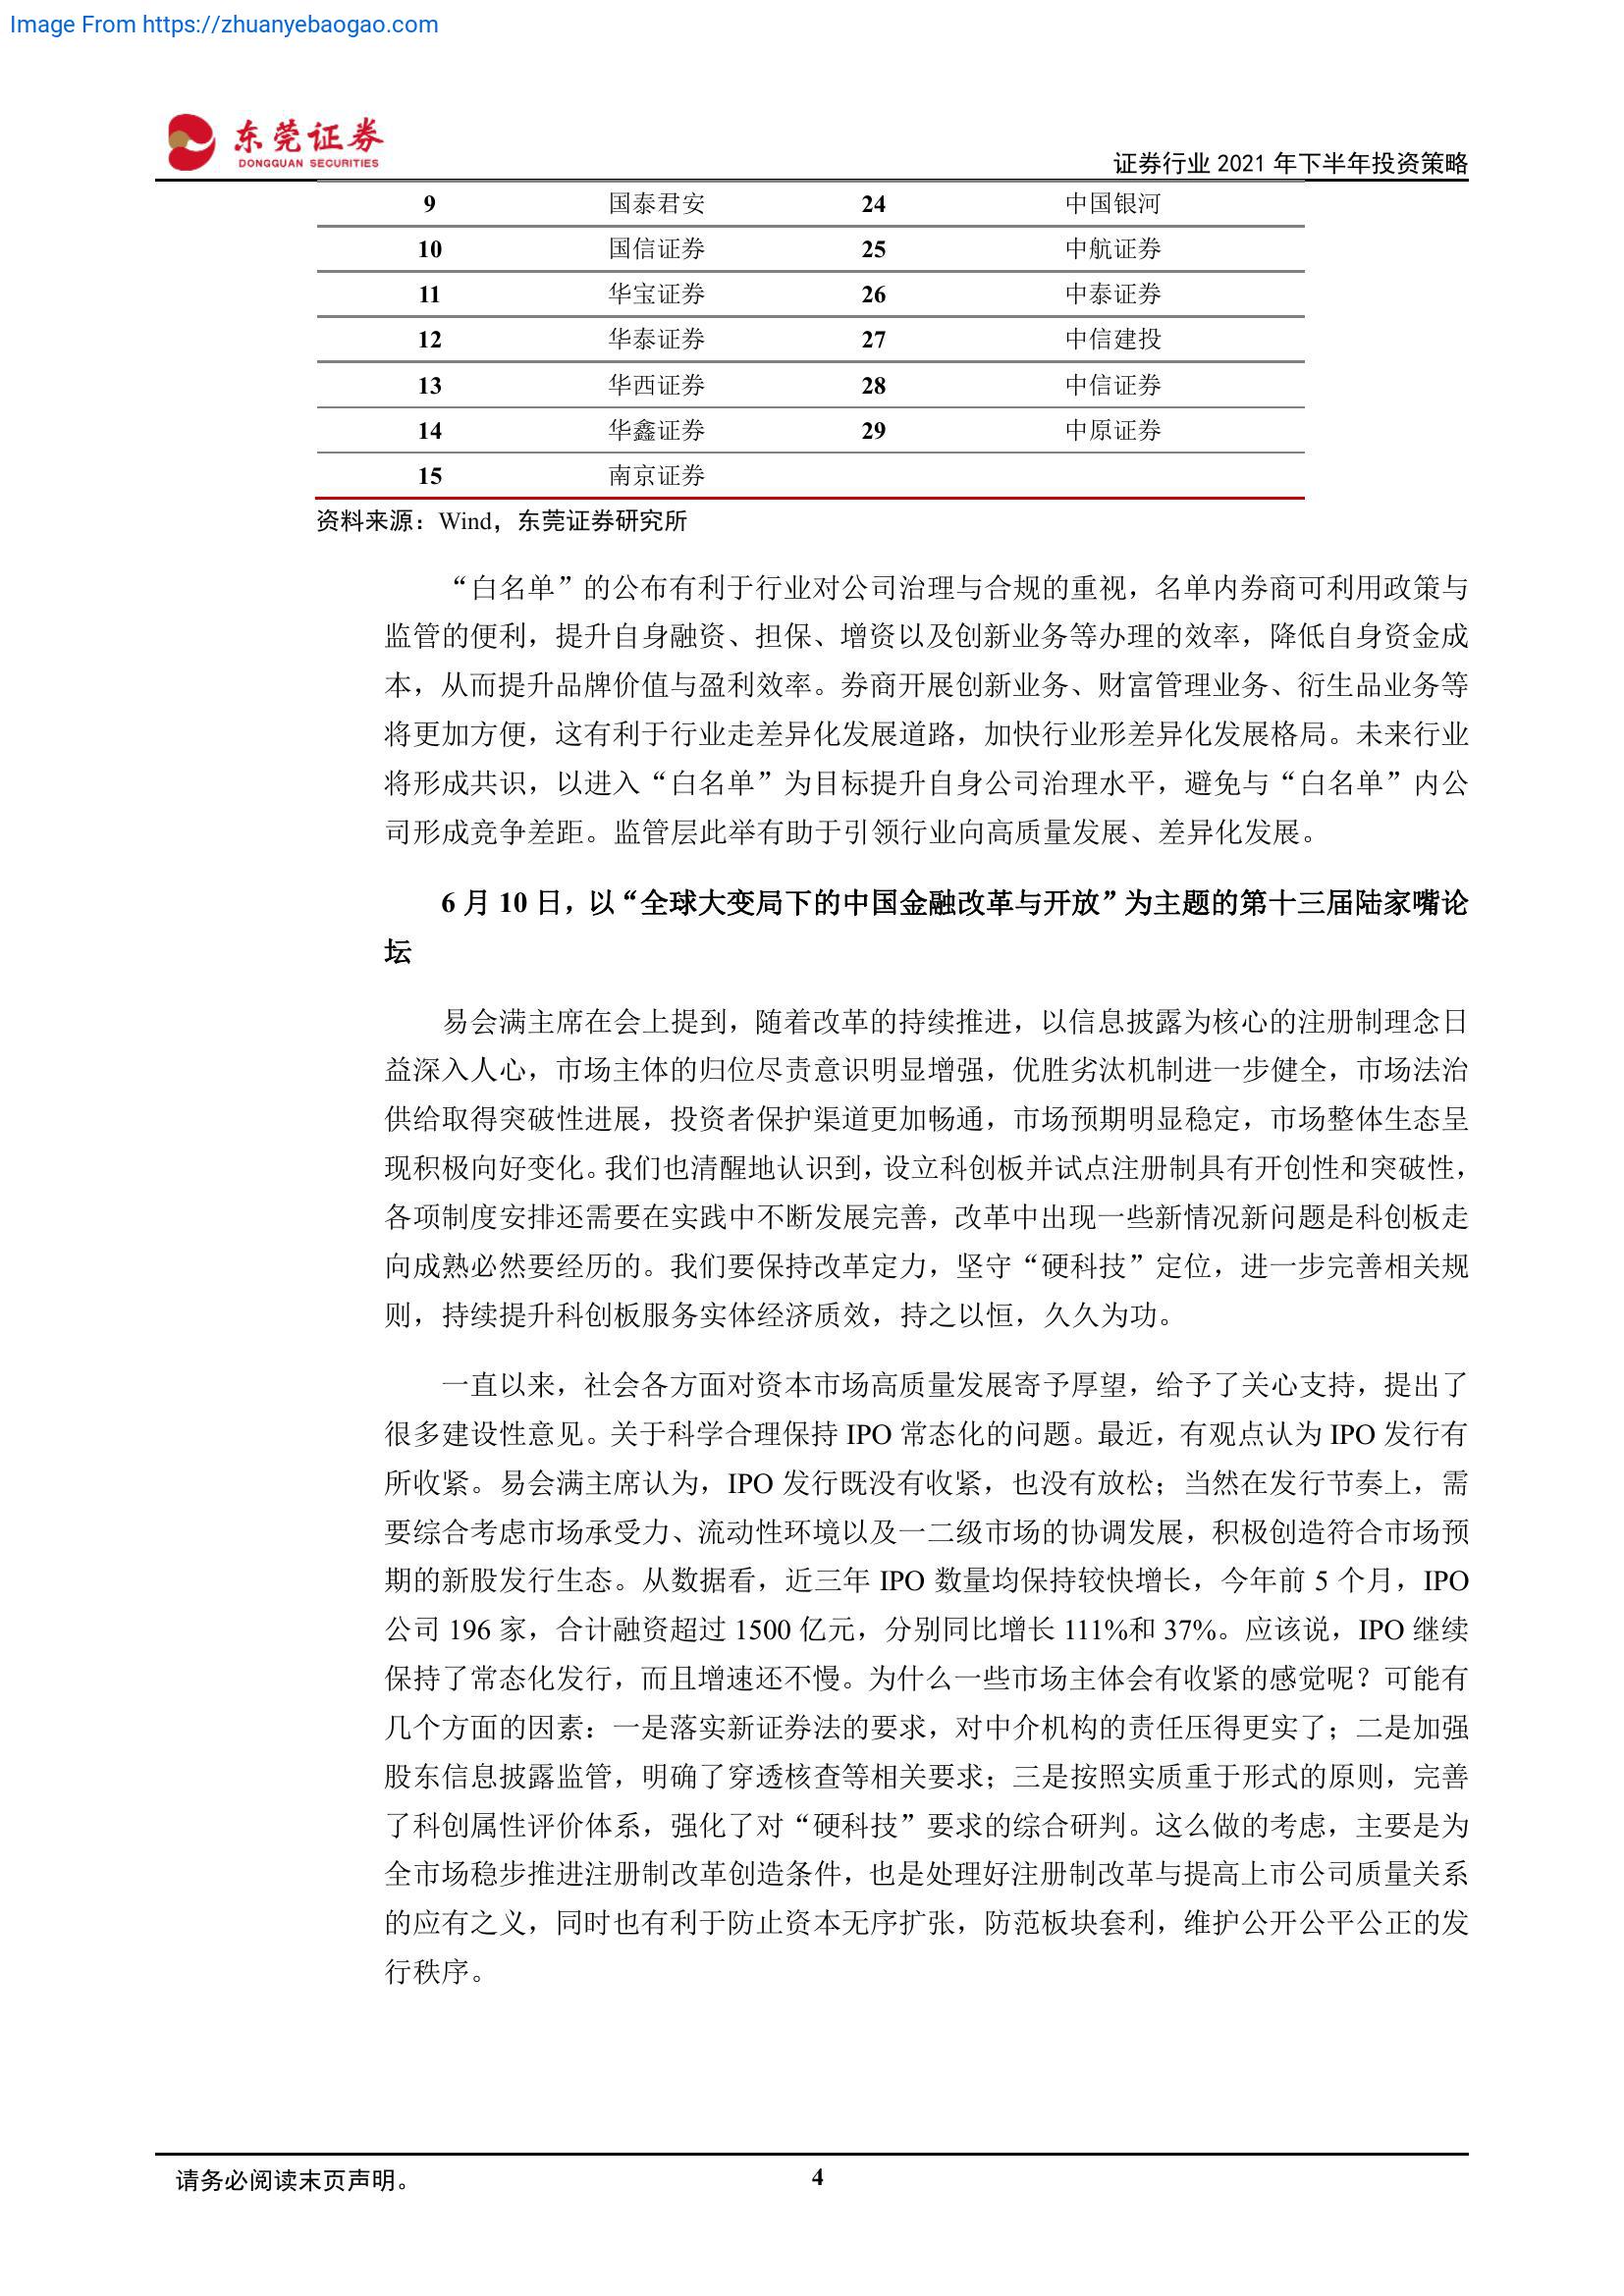 Image From https://zhuanyebaogao.com
东莞证券
DONGGUAN SECURITIES
证券行业 2021 年下半年投资策略
9 国泰君安 24 中国银河
10 国信证券 25 中航证券
11 华宝证券 26 中泰证券
12 华泰证券 27 中信建投
13 华西证券 28 中信证券
14 华鑫证券 29 中原证券
15 南京证券
资料来源：Wind，东莞证券研究所
“白名单”的公布有利于行业对公司治理与合规的重视，名单内券商可利用政策与
监管的便利，提升自身融资、担保、增资以及创新业务等办理的效率，降低自身资金成
本，从而提升品牌价值与盈利效率。券商开展创新业务、财富管理业务、衍生品业务等
将更加方便，这有利于行业走差异化发展道路，加快行业形差异化发展格局。未来行业
将形成共识，以进入“白名单”为目标提升自身公司治理水平，避免与“白名单”内公
司形成竞争差距。监管层此举有助于引领行业向高质量发展、差异化发展。
6 月 10 日，以“全球大变局下的中国金融改革与开放”为主题的第十三届陆家嘴论
坛
易会满主席在会上提到，随着改革的持续推进，以信息披露为核心的注册制理念日
益深入人心，市场主体的归位尽责意识明显增强，优胜劣汰机制进一步健全，市场法治
供给取得突破性进展，投资者保护渠道更加畅通，市场预期明显稳定，市场整体生态呈
现积极向好变化。我们也清醒地认识到，设立科创板并试点注册制具有开创性和突破性，
各项制度安排还需要在实践中不断发展完善，改革中出现一些新情况新问题是科创板走
向成熟必然要经历的。我们要保持改革定力，坚守“硬科技”定位，进一步完善相关规
则，持续提升科创板服务实体经济质效，持之以恒，久久为功。
一直以来，社会各方面对资本市场高质量发展寄予厚望，给予了关心支持，提出了
很多建设性意见。关于科学合理保持 IPO 常态化的问题。最近，有观点认为 IPO 发行有
所收紧。易会满主席认为，IPO 发行既没有收紧，也没有放松；当然在发行节奏上，需
要综合考虑市场承受力、流动性环境以及一二级市场的协调发展，积极创造符合市场预
期的新股发行生态。从数据看，近三年 IPO 数量均保持较快增长，今年前 5 个月，IPO
公司 196 家，合计融资超过 1500 亿元，分别同比增长 111%和 37%。应该说，IPO 继续
保持了常态化发行，而且增速还不慢。为什么一些市场主体会有收紧的感觉呢？可能有
几个方面的因素：一是落实新证券法的要求，对中介机构的责任压得更实了；二是加强
股东信息披露监管，明确了穿透核查等相关要求；三是按照实质重于形式的原则，完善
了科创属性评价体系，强化了对“硬科技”要求的综合研判。这么做的考虑，主要是为
全市场稳步推进注册制改革创造条件，也是处理好注册制改革与提高上市公司质量关系
的应有之义，同时也有利于防止资本无序扩张，防范板块套利，维护公开公平公正的发
行秩序。
请务必阅读末页声明。
4